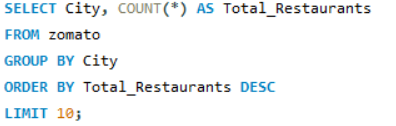 SELECT City, COUNT(*) AS Total_Restaurants
FROM zomato
GROUP BY City
ORDER BY Total_Restaurants DESC
LIMIT 10;